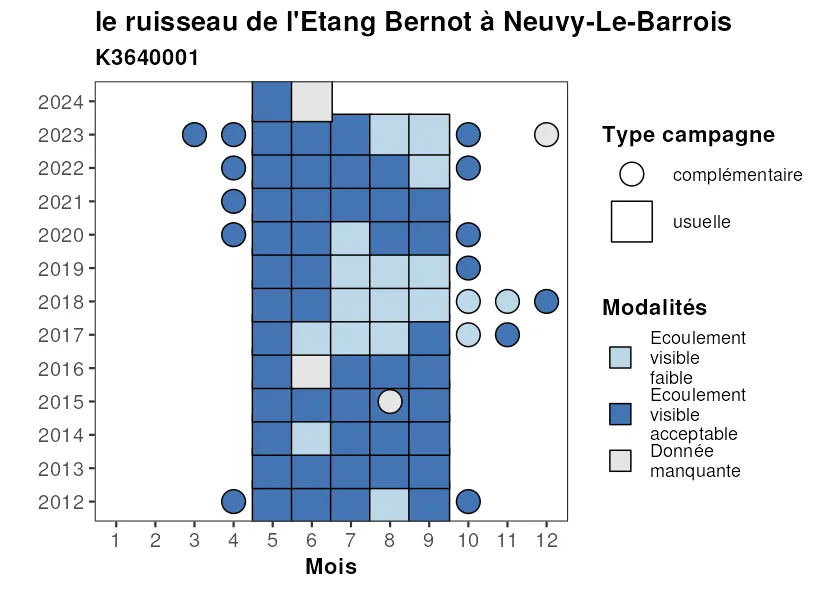 le ruisseau de l'Etang Bernot à Neuvy-Le-Barrois
K3640001
2024
2023
2022
2021
2020
2019
2018
2017
2016
2015
2014
2013
2012
1 2 3 4 5 6 7 8 9 10 11 12
Mois
Type campagne
complémentaire
usuelle
Modalités
Ecoulement
visible
faible
Ecoulement
visible
acceptable
Donnée
manquante